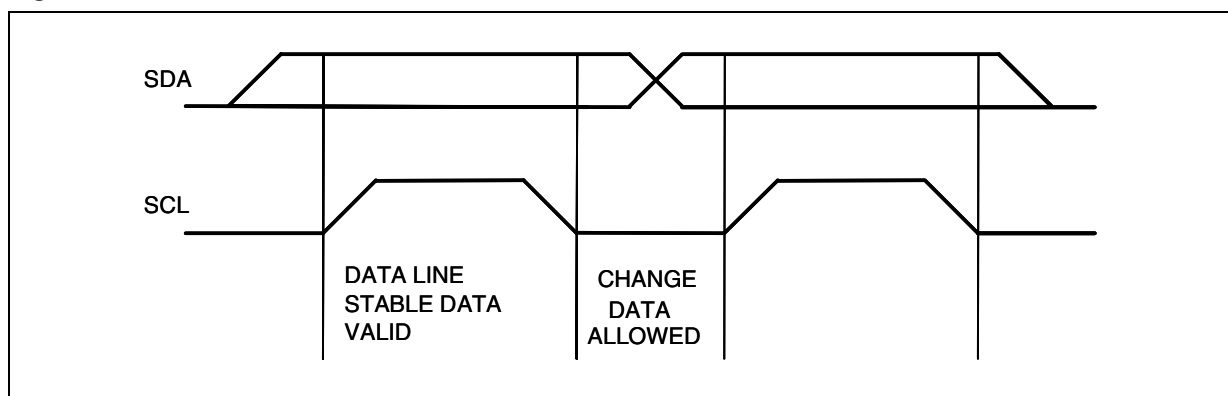 SDA
SCL
DATA LINE
STABLE DATA
VALID
CHANGE
DATA
ALLOWED